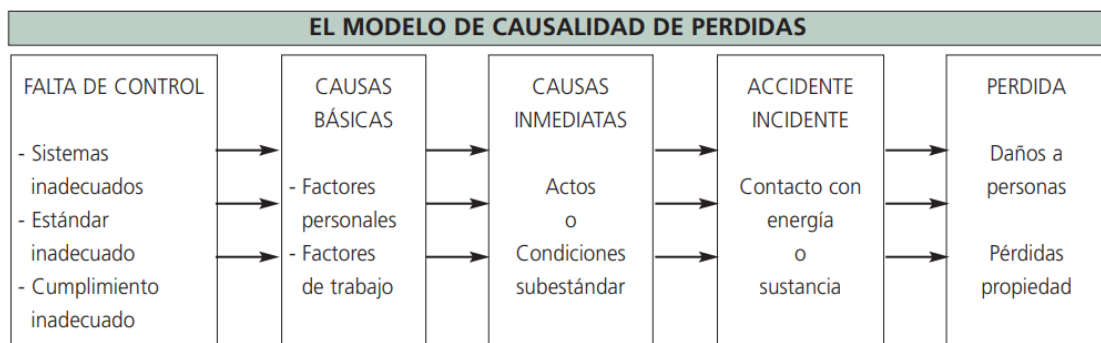 EL MODELO DE CAUSALIDAD DE PERDIDAS
FALTA DE CONTROL
- Sistemas
inadecuados
- Estándar
inadecuado
- Cumplimiento
inadecuado
CAUSAS
BÁSICAS
- Factores
personales
- Factores
de trabajo
CAUSAS
INMEDIATAS
Actos
o
Condiciones
subestándar
ACCIDENTE
INCIDENTE
Contacto con
energía
o
sustancia
PERDIDA
Daños a
personas
Pérdidas
propiedad